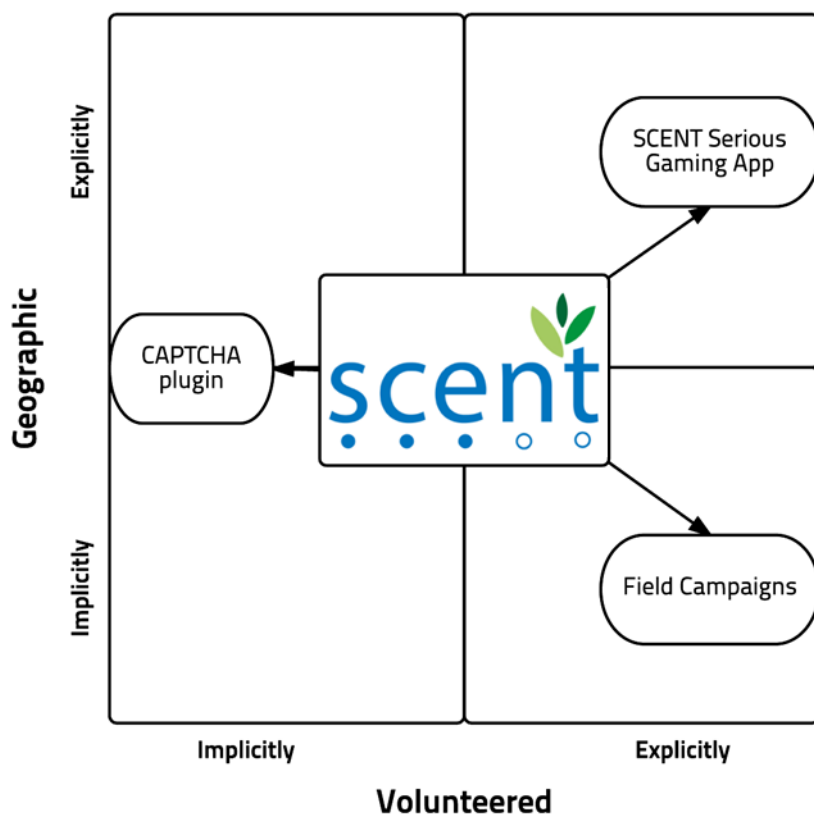 Explicitly
SCENT Serious
Gaming App
Geographic
CAPTCHA
plugin
scent
Implicitly
Field Campaigns
Implicitly
Explicitly
Volunteered